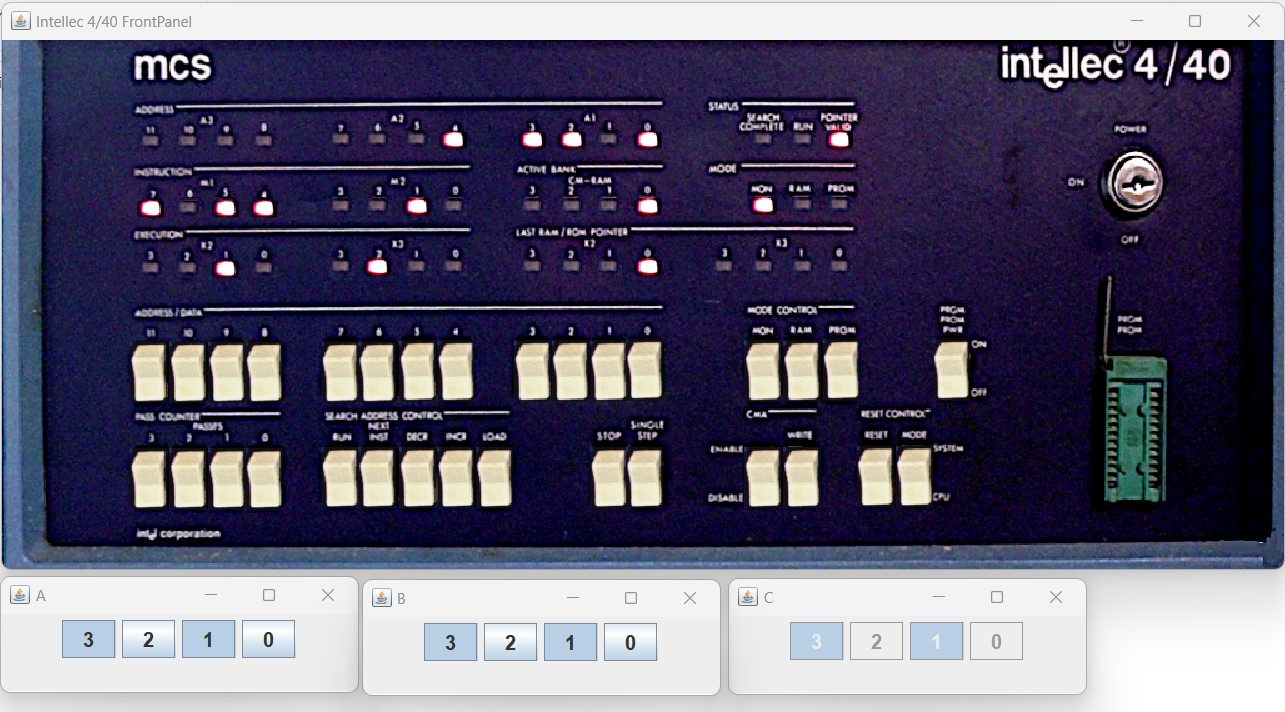 Intellec 4/40 FrontPanel
mcs
intellec® 4/40
ADDRESS
A3
11 10 9 8
A2
7 6 5 4
A1
3 2 1 0
STATUS
SEARCH COMPLETE RUN POINTER VALID
POWER
ON
OFF
INSTRUCTION
M1
7 6 5 4
M2
3 2 1 0
ACTIVE BANK
CM-RAM
3 2 1 0
MODE
MON RAM PROM
EXECUTION
X2
3 2 1 0
X3
3 2 1 0
LAST RAM / ROM POINTER
X2
3 2 1 0
X3
3 2 1 0
ADDRESS / DATA
11 10 9 8 7 6 5 4 3 2 1 0
MODE CONTROL
MON RAM PROM
PRGM PROM PWR
ON
OFF
PRGM PROM
PASS COUNTER
PASSES
3 2 1 0
SEARCH ADDRESS CONTROL
RUN NEXT INST DECR INCR LOAD
STOP SINGLE STEP
CMA
ENABLE WRITE
DISABLE
RESET CONTROL
RESET MODE
SYSTEM
CPU
intel corporation
A
3 2 1 0
B
3 2 1 0
C
3 2 1 0